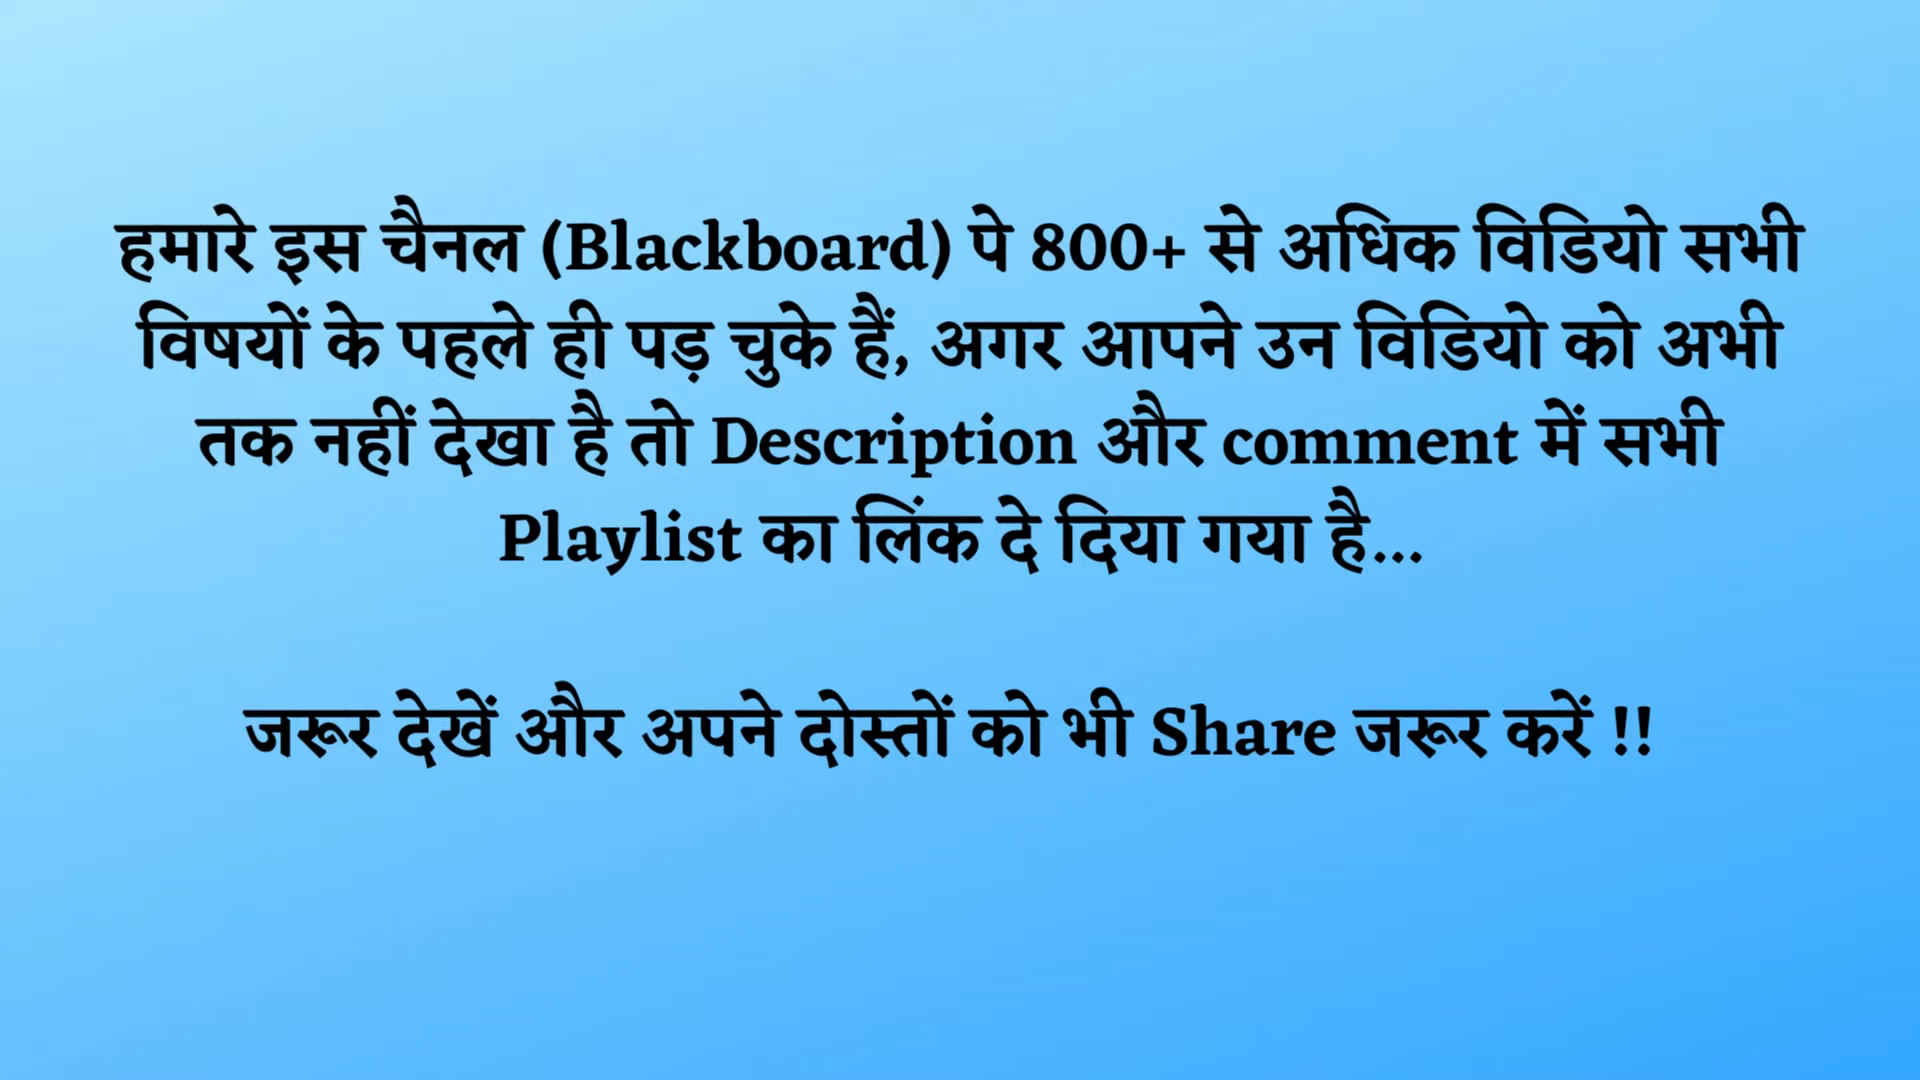 हमारे इस चैनल (Blackboard) पे 800+ से अधिक विडियो सभी
विषयों के पहले ही पड़ चुके हैं, अगर आपने उन विडियो को अभी
तक नहीं देखा है तो Description और comment में सभी
Playlist का लिंक दे दिया गया है...
जरूर देखें और अपने दोस्तों को भी Share जरूर करें !!